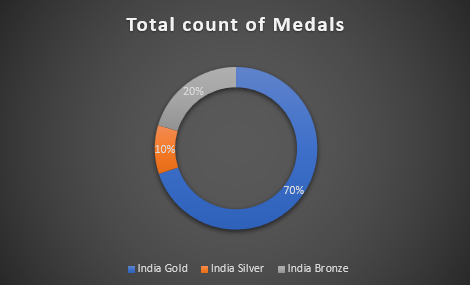 Total count of Medals
20%
10%
70%
India Gold India Silver India Bronze